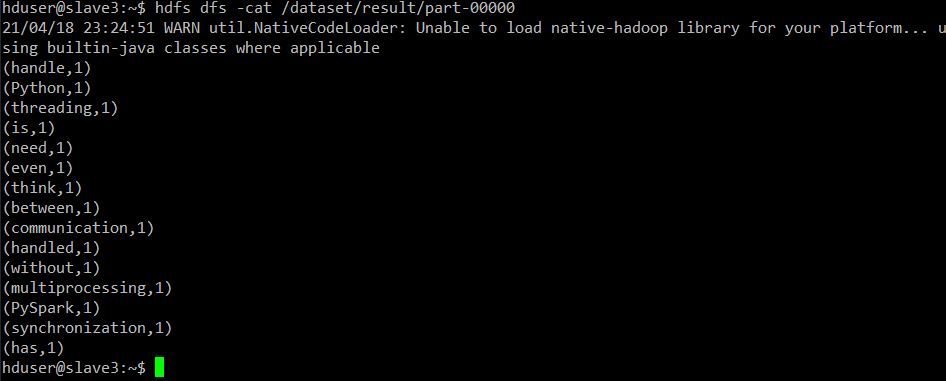 hduser@slave3:~$ hdfs dfs -cat /dataset/result/part-00000
21/04/18 23:24:51 WARN util.NativeCodeLoader: Unable to load native-hadoop library for your platform... u
sing builtin-java classes where applicable
(handle,1)
(Python,1)
(threading,1)
(is,1)
(need,1)
(even,1)
(think,1)
(between,1)
(communication,1)
(handled,1)
(without,1)
(multiprocessing,1)
(PySpark,1)
(synchronization,1)
(has,1)
hduser@slave3:~$